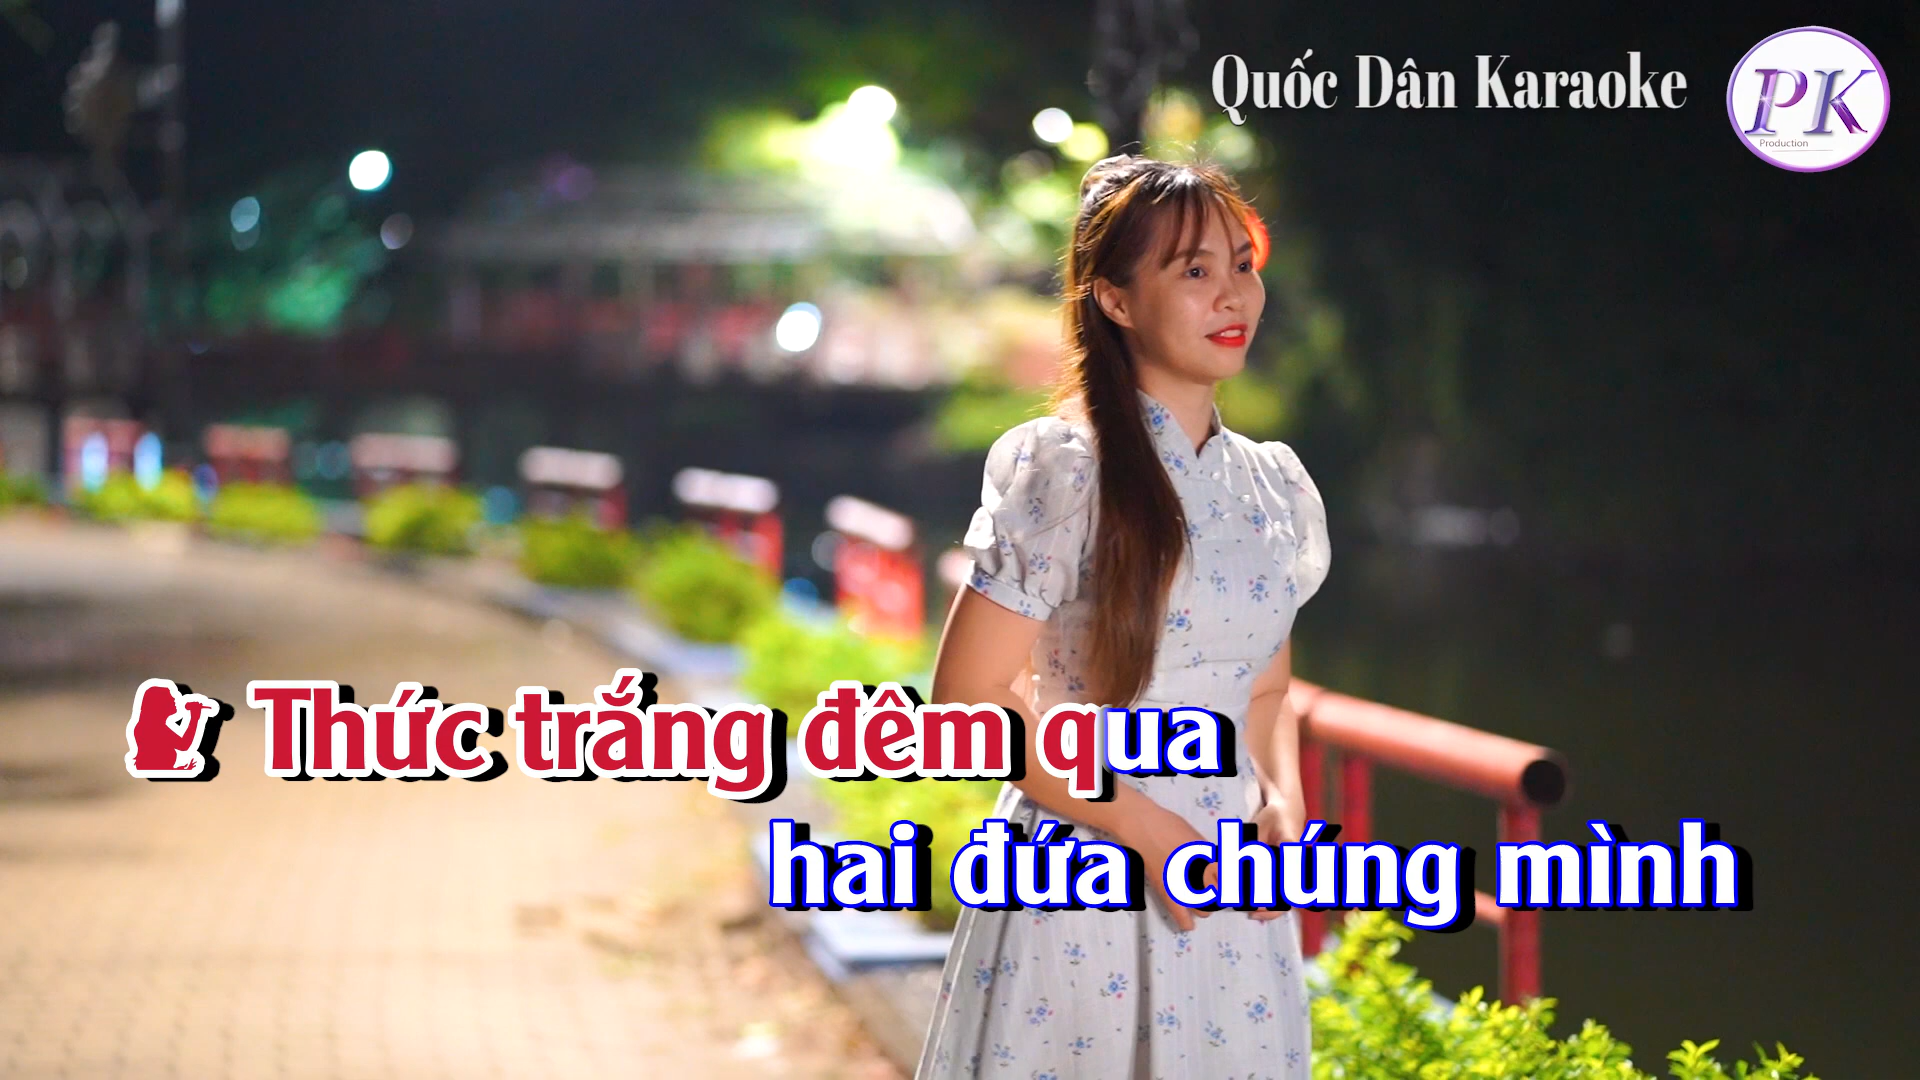 Quốc Dân Karaoke
PK
Production
Thức trắng đêm qua
hai đứa chúng mình